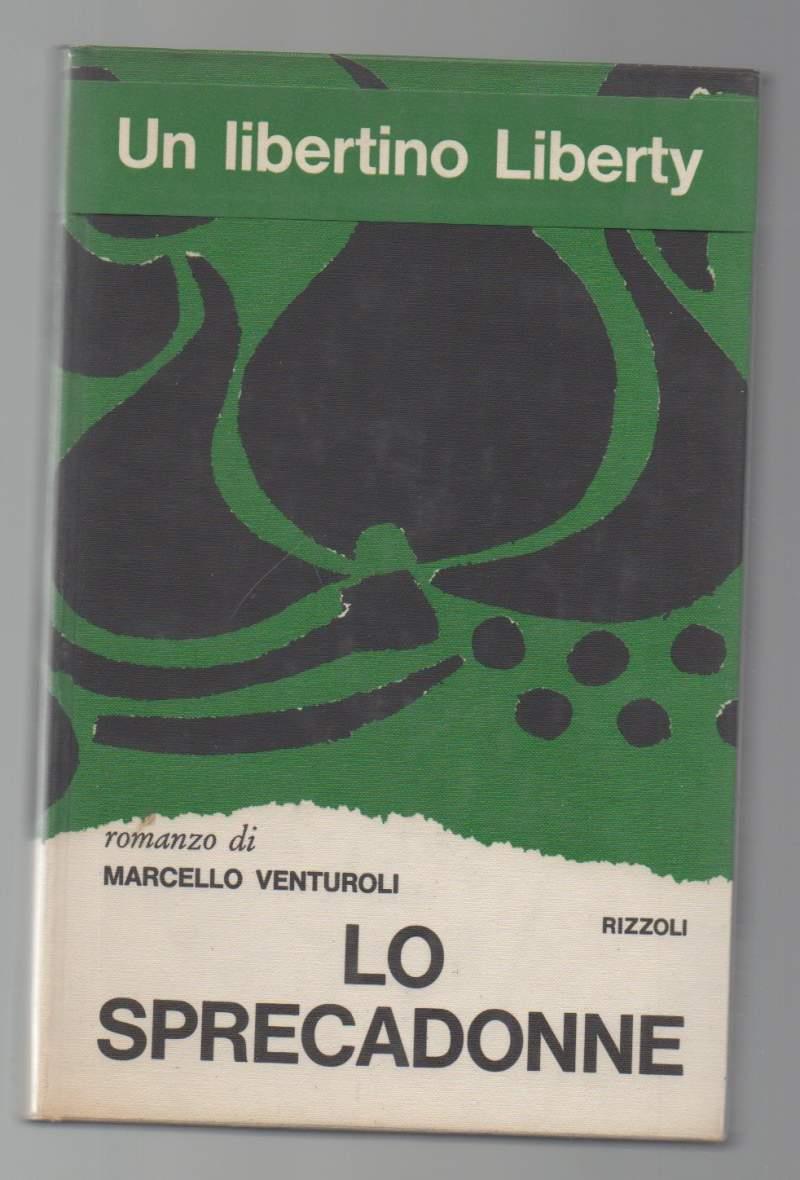 Un libertino Liberty
romanzo di
MARCELLO VENTUROLI
RIZZOLI
LO
SPRECADONNE